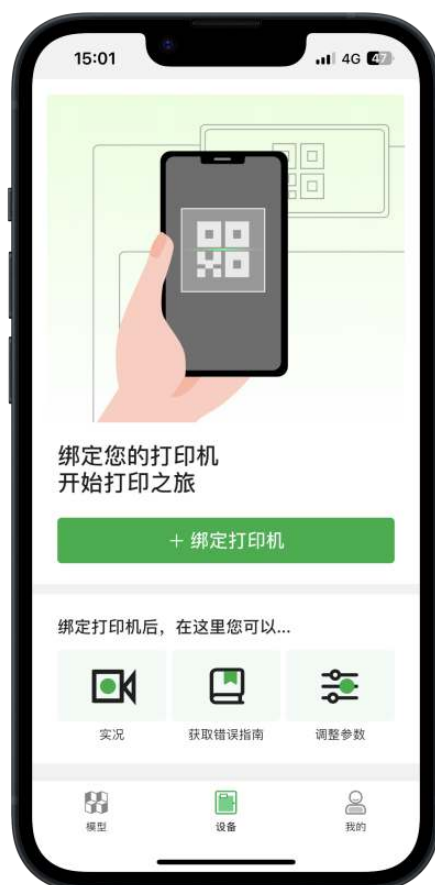 15:01
4G 47
绑定您的打印机
开始打印之旅
+ 绑定打印机
绑定打印机后，在这里您可以...
实况 获取错误指南 调整参数
模型 设备 我的